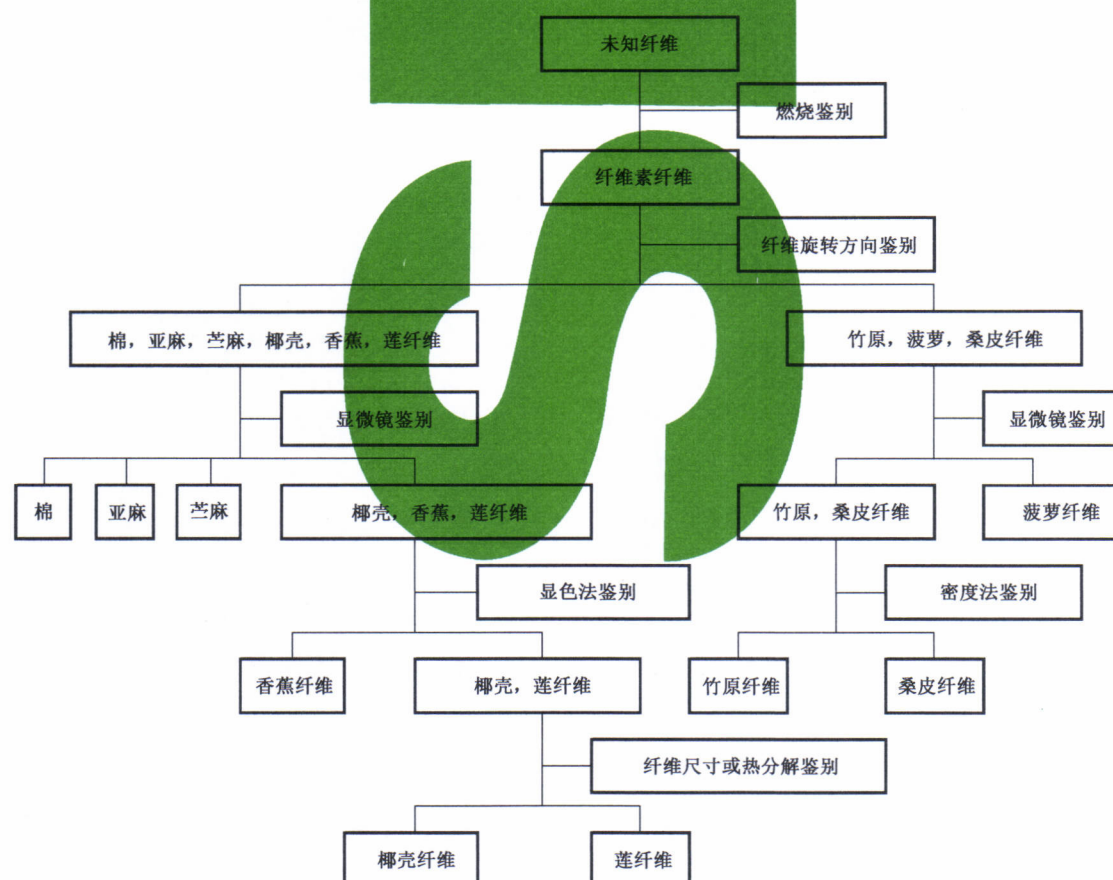 未知纤维
燃烧鉴别
纤维素纤维
纤维旋转方向鉴别
棉，亚麻，苎麻，椰壳，香蕉，莲纤维
竹原，菠萝，桑皮纤维
显微镜鉴别
显微镜鉴别
棉
亚麻
苎麻
椰壳，香蕉，莲纤维
竹原，桑皮纤维
菠萝纤维
显色法鉴别
密度法鉴别
香蕉纤维
椰壳，莲纤维
竹原纤维
桑皮纤维
纤维尺寸或热分解鉴别
椰壳纤维
莲纤维